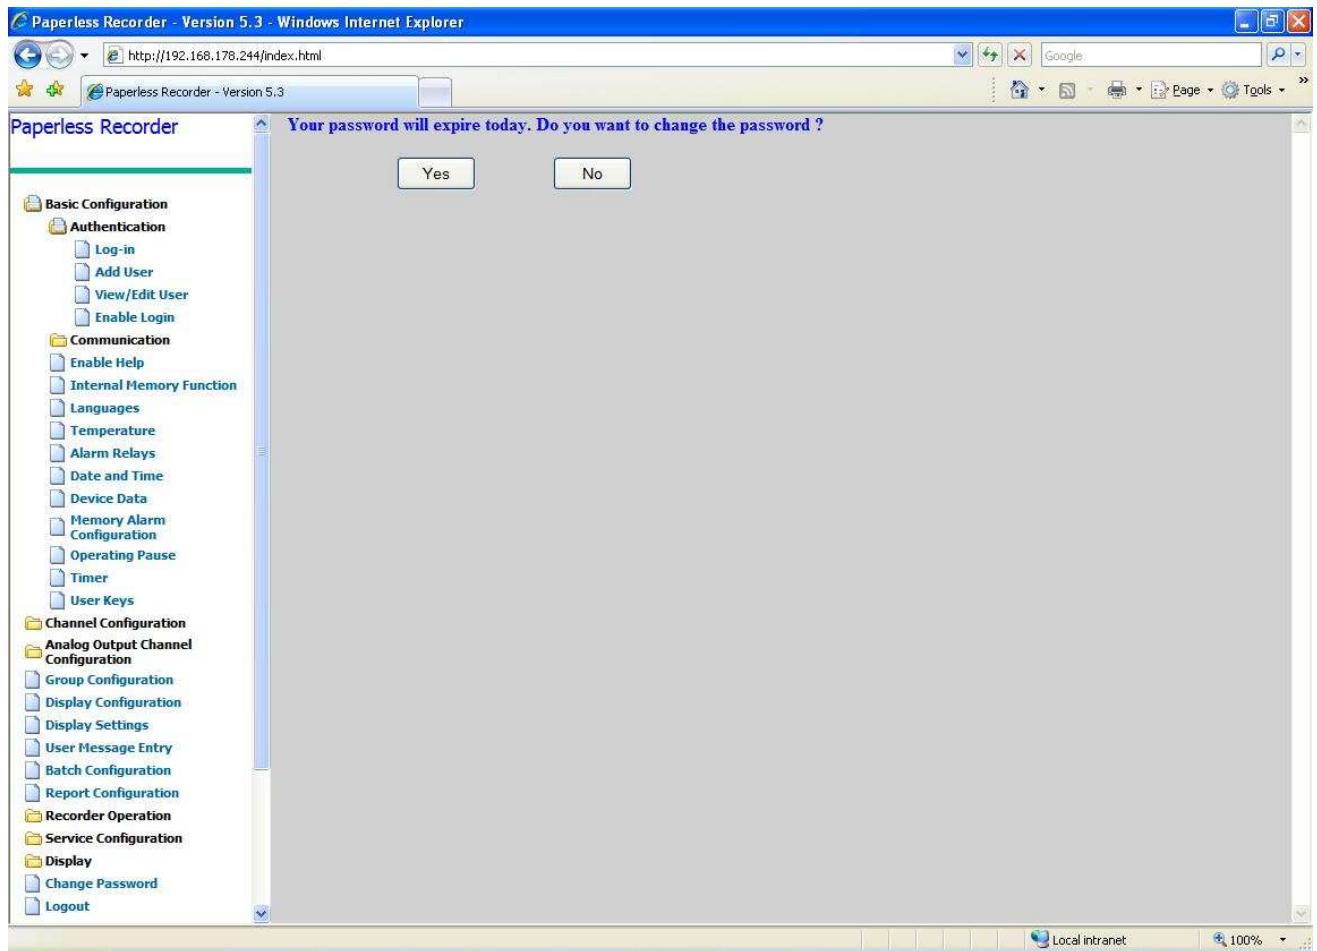 Paperless Recorder - Version 5.3 - Windows Internet Explorer
http://192.168.178.244/index.html
Google
Paperless Recorder - Version 5.3
Page
Tools
»
Paperless Recorder
Your password will expire today. Do you want to change the password ?
Yes
No
Basic Configuration
Authentication
Log-in
Add User
View/Edit User
Enable Login
Communication
Enable Help
Internal Memory Function
Languages
Temperature
Alarm Relays
Date and Time
Device Data
Memory Alarm
Configuration
Operating Pause
Timer
User Keys
Channel Configuration
Analog Output Channel
Configuration
Group Configuration
Display Configuration
Display Settings
User Message Entry
Batch Configuration
Report Configuration
Recorder Operation
Service Configuration
Display
Change Password
Logout
Local intranet
100%